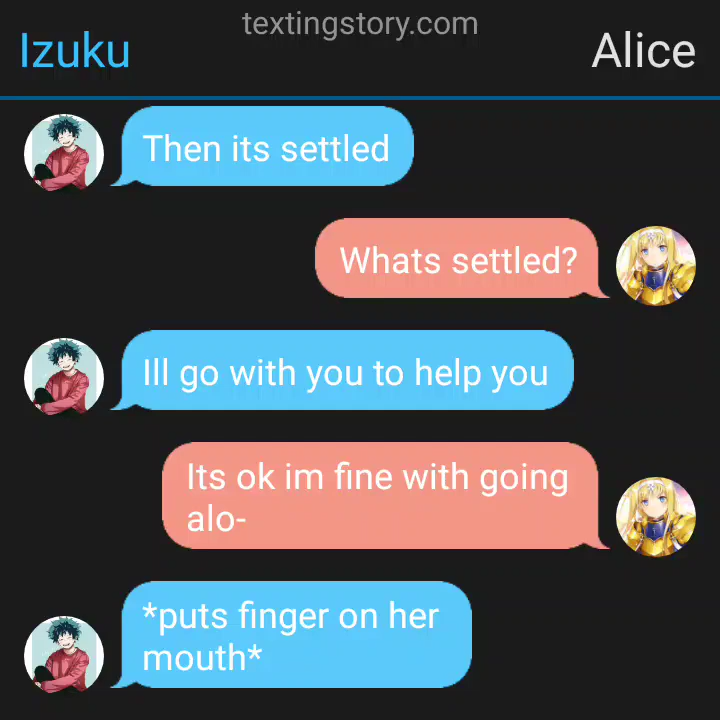 textingstory.com
Izuku
Alice
Then its settled
Whats settled?
Ill go with you to help you
Its ok im fine with going
alo-
*puts finger on her
mouth*